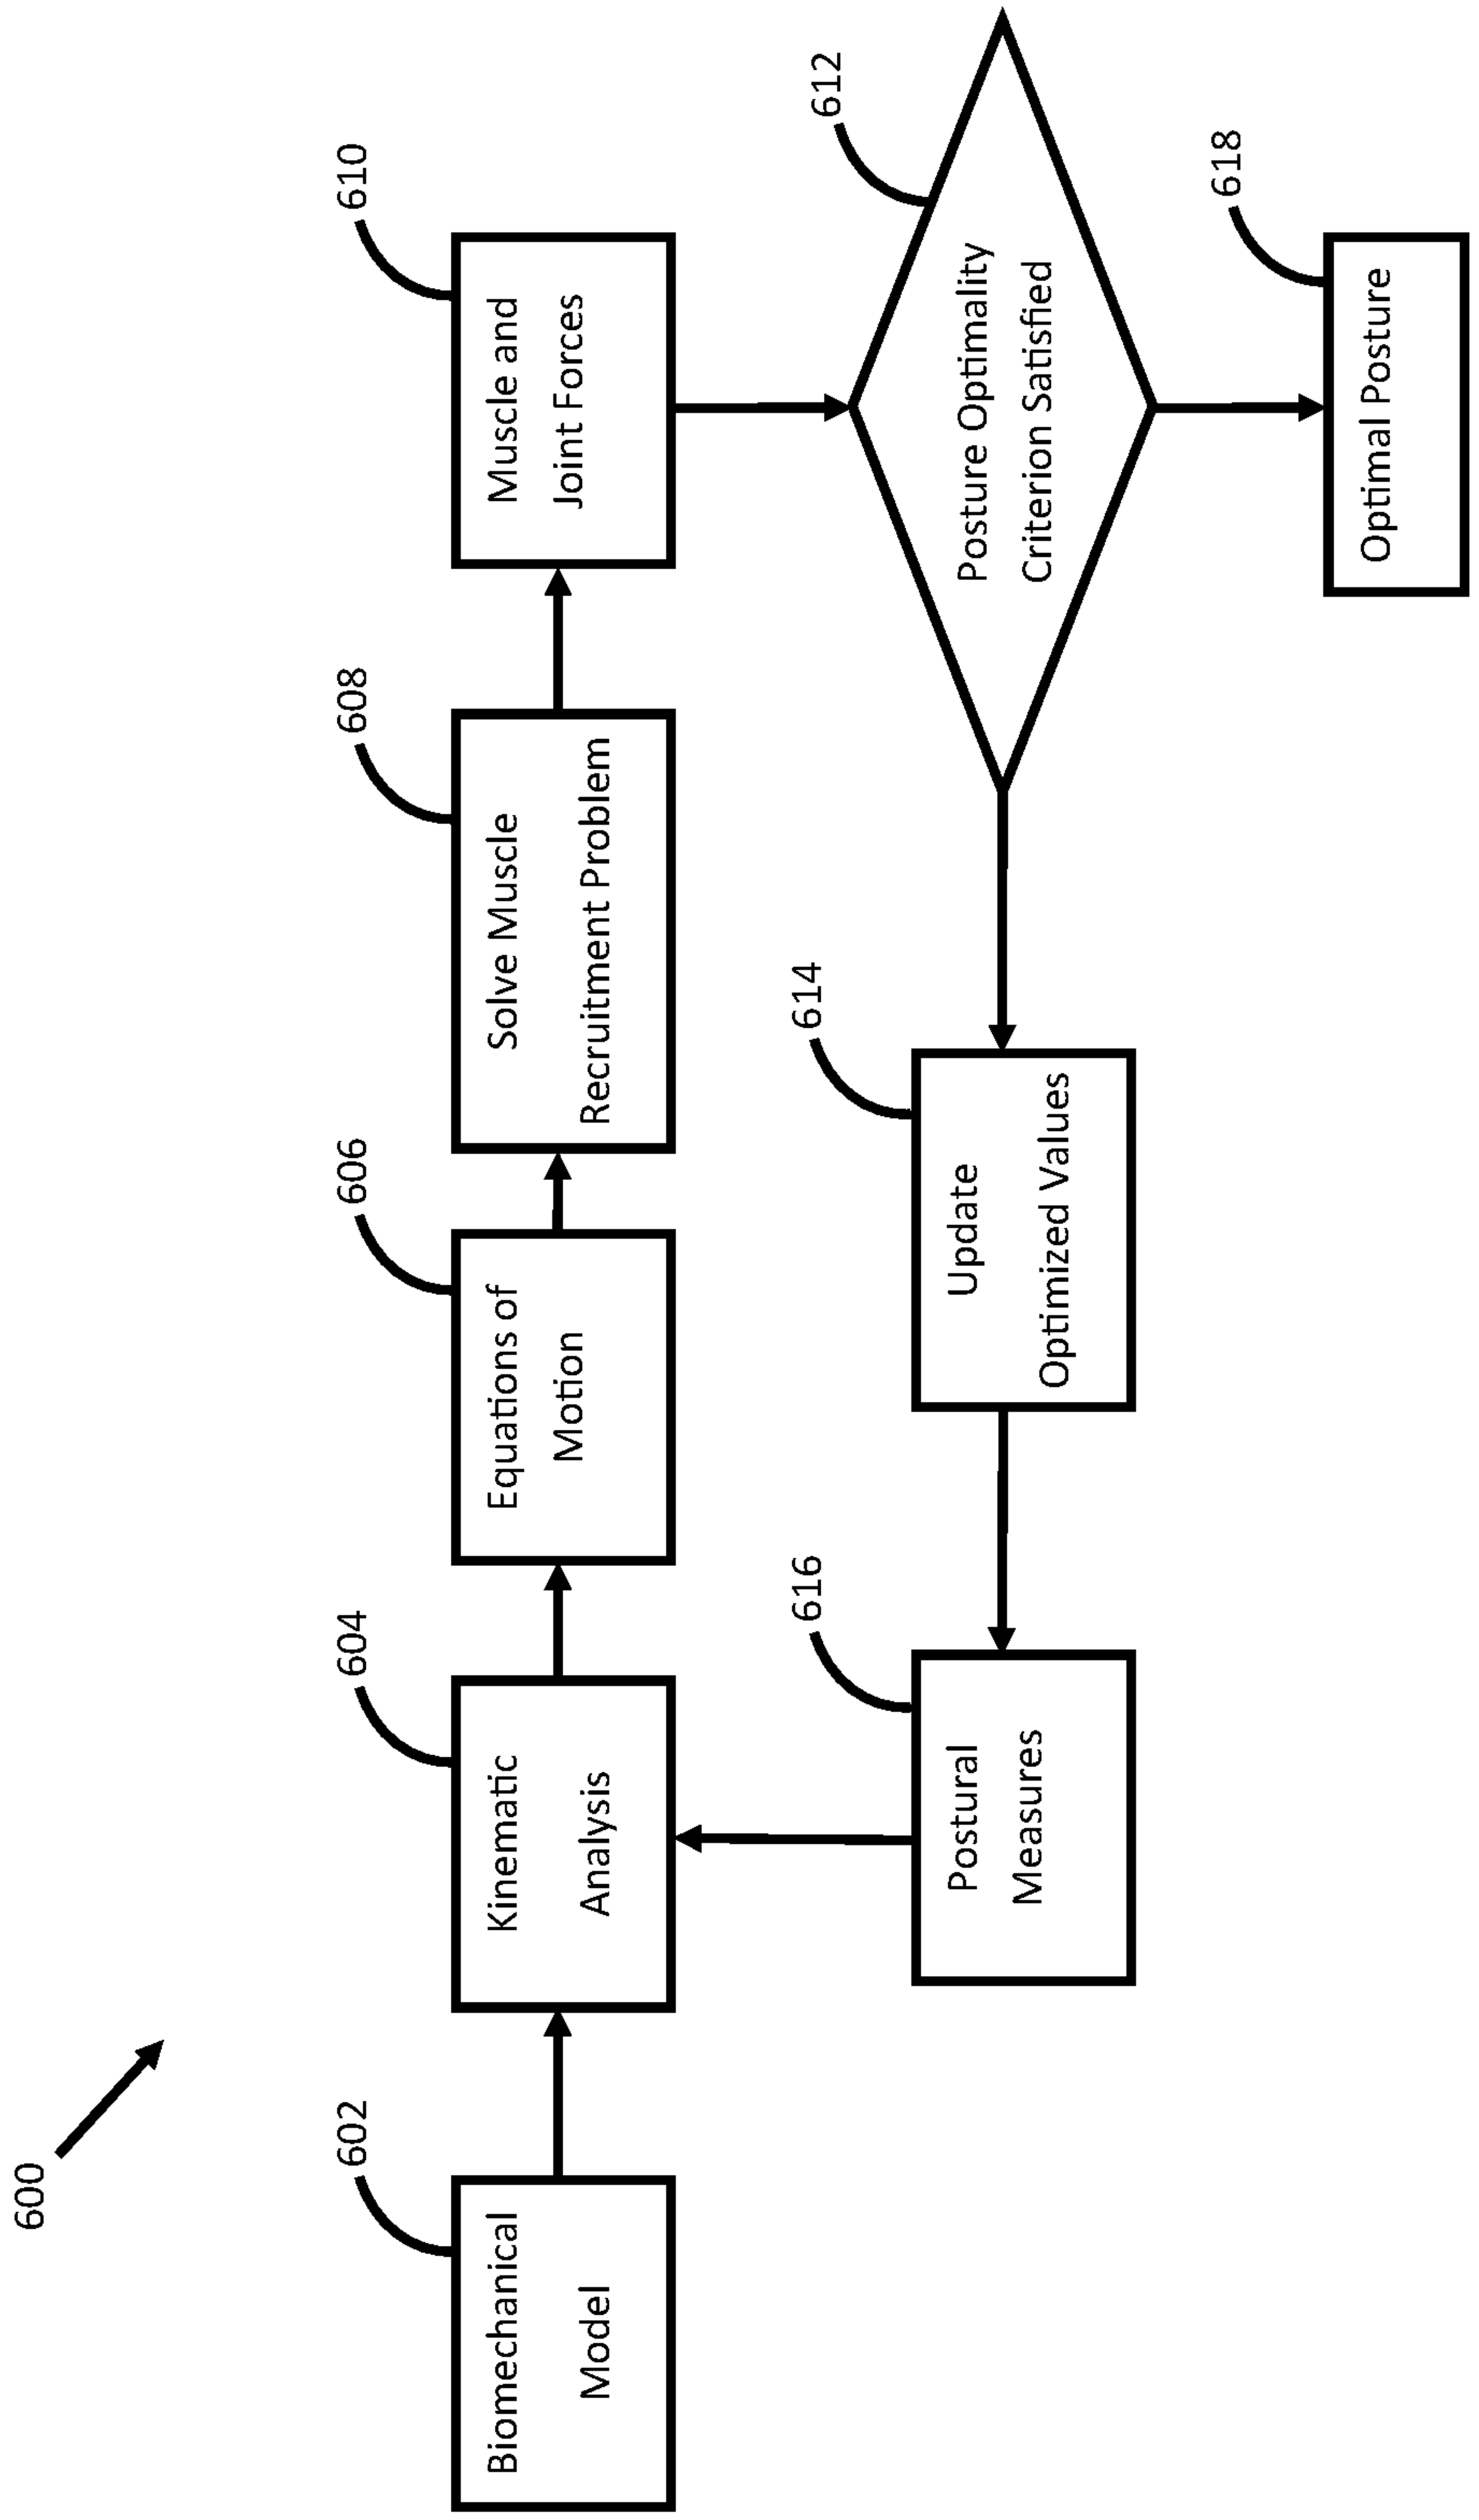 600
602
Biomechanical
Model
604
Kinematic
Analysis
606
Equations of
Motion
608
Solve Muscle
Recruitment Problem
610
Muscle and
Joint Forces
612
Posture Optimality
Criterion Satisfied
614
Update
Optimized Values
616
Postural
Measures
618
Optimal Posture